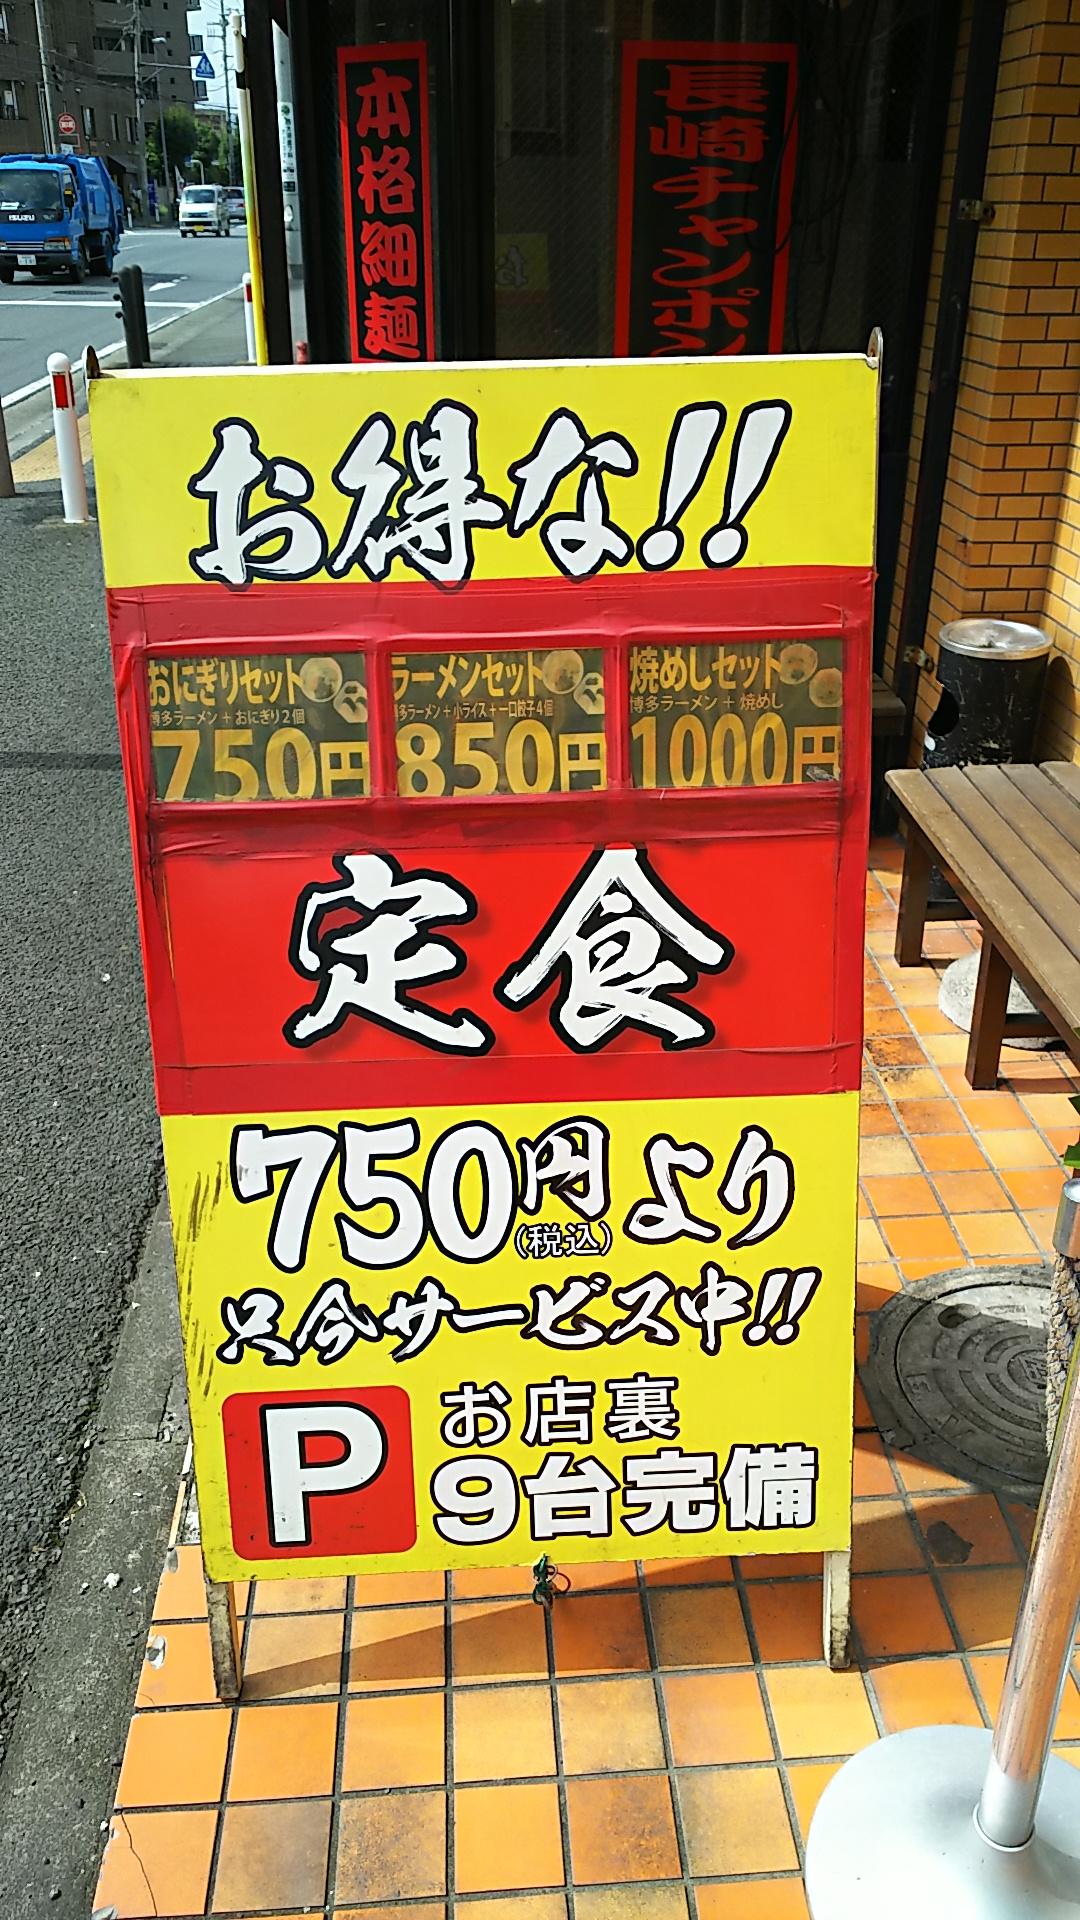 本格細麺
長崎チャンポン
お得な!!
おにぎりセット
博多ラーメン+おにぎり2個
750円
ラーメンセット
博多ラーメン+小ライス+一口餃子4個
850円
焼めしセット
博多ラーメン+焼めし
1000円
定食
750円より
(税込)
只今サービス中!!
P
お店裏
9台完備
ISUZU